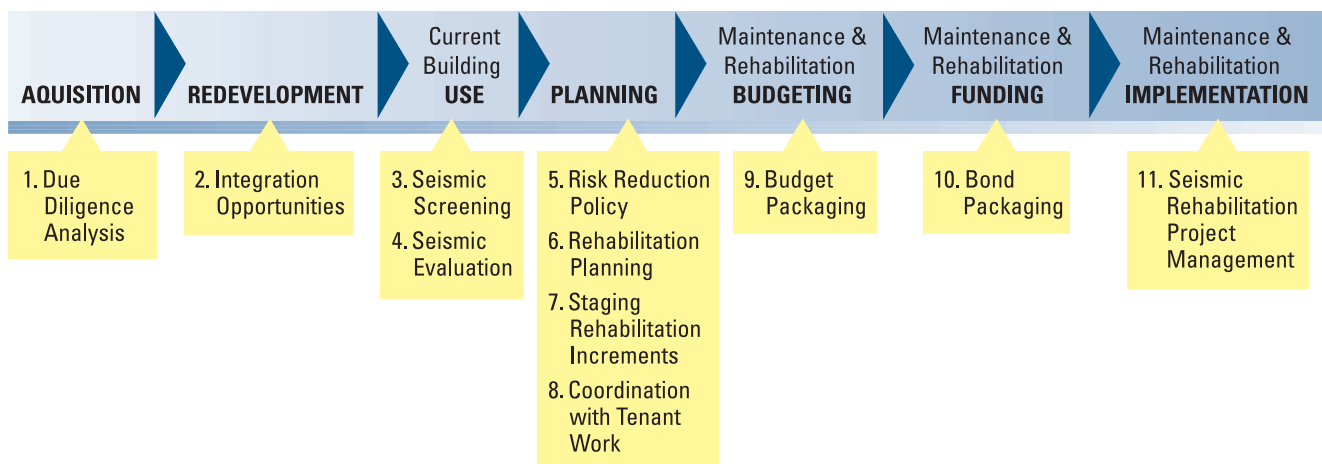 AQUISITION
REDEVELOPMENT
Current
Building
USE
PLANNING
Maintenance &
Rehabilitation
BUDGETING
Maintenance &
Rehabilitation
FUNDING
Maintenance &
Rehabilitation
IMPLEMENTATION
1. Due
Diligence
Analysis
2. Integration
Opportunities
3. Seismic
Screening
4. Seismic
Evaluation
5. Risk Reduction
Policy
6. Rehabilitation
Planning
7. Staging
Rehabilitation
Increments
8. Coordination
with Tenant
Work
9. Budget
Packaging
10. Bond
Packaging
11. Seismic
Rehabilitation
Project
Management